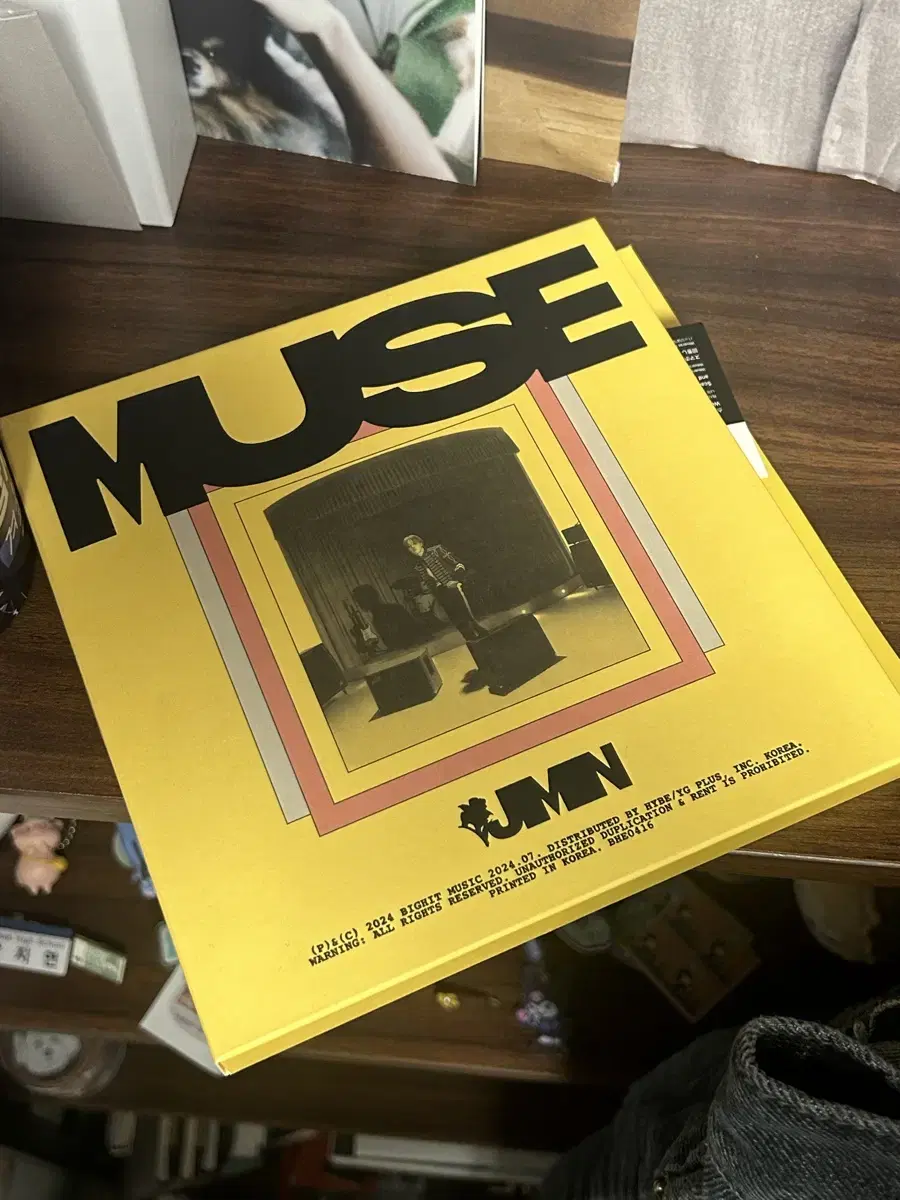 MUSE
JMN
(P)&(C) 2024 BIGHIT MUSIC 2024.07. DISTRIBUTED BY HYBE/YG PLUS, INC. KOREA.
WARNING: ALL RIGHTS RESERVED. UNAUTHORIZED DUPLICATION & RENT IS PROHIBITED.
PRINTED IN KOREA. BHE0416